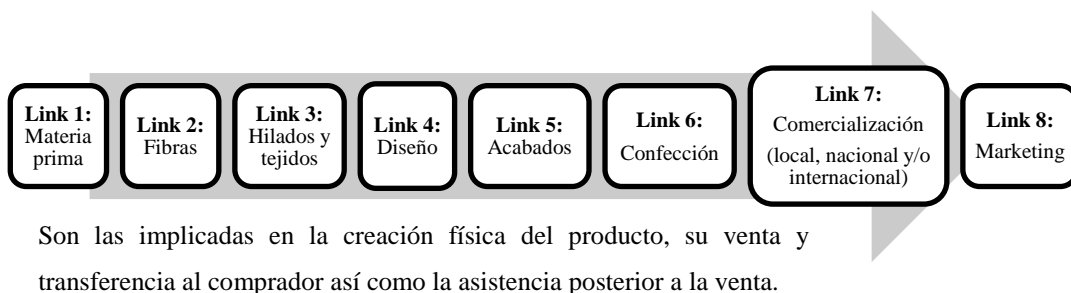 Link 1:
Materia
prima
Link 2:
Fibras
Link 3:
Hilados y
tejidos
Link 4:
Diseño
Link 5:
Acabados
Link 6:
Confección
Link 7:
Comercialización
(local, nacional y/o
internacional)
Link 8:
Marketing
Son las implicadas en la creación física del producto, su venta y
transferencia al comprador así como la asistencia posterior a la venta.